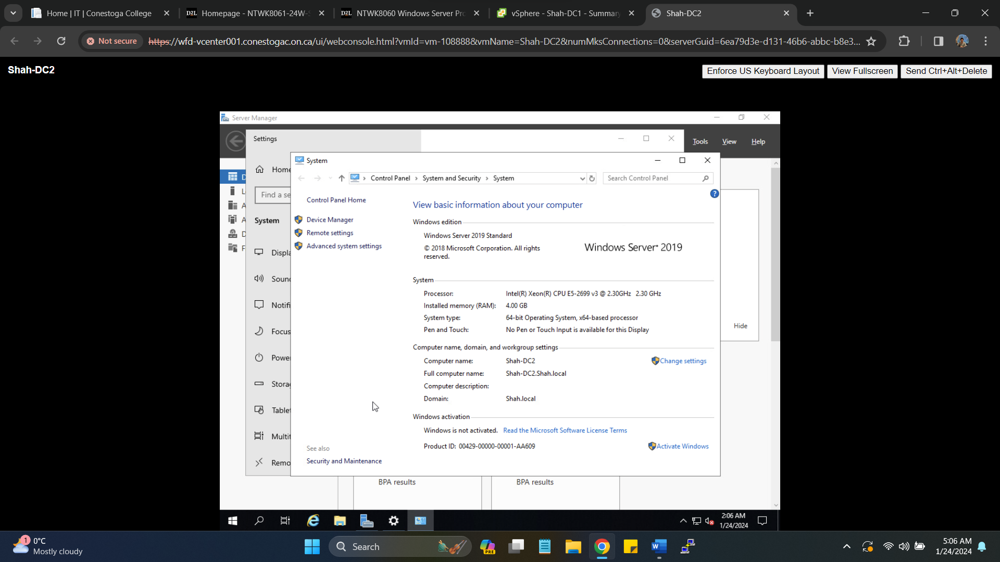 Home | IT | Conestoga College
Homepage - NTWK8061-24W-S
NTWK8060 Windows Server Pro
vSphere - Shah-DC1 - Summary
Shah-DC2
Not secure
https://wfd-vcenter001.conestogac.on.ca/ui/webconsole.html?vmId=vm-108888&vmName=Shah-DC2&numMksConnections=0&serverGuid=6ea79d3e-d131-46b6-abbc-b8e3...
Shah-DC2
Enforce US Keyboard Layout
View Fullscreen
Send Ctrl+Alt+Delete
Server Manager
Settings
Tools
View
Help
System
Home
Control Panel › System and Security › System
Search Control Panel
Find a se
Control Panel Home
View basic information about your computer
Device Manager
Remote settings
Advanced system settings
System
Windows edition
Windows Server 2019 Standard
© 2018 Microsoft Corporation. All rights
reserved.
Windows Server® 2019
Displa
Soun
Notifi
Focus
Power
Storag
Tablet
Multit
Remo
System
Processor: Intel(R) Xeon(R) CPU E5-2699 v3 @ 2.30GHz 2.30 GHz
Installed memory (RAM): 4.00 GB
System type: 64-bit Operating System, x64-based processor
Pen and Touch: No Pen or Touch Input is available for this Display
Hide
Computer name, domain, and workgroup settings
Computer name: Shah-DC2
Change settings
Full computer name: Shah-DC2.Shah.local
Computer description:
Domain: Shah.local
Windows activation
Windows is not activated. Read the Microsoft Software License Terms
Product ID: 00429-00000-00001-AA609
Activate Windows
See also
Security and Maintenance
BPA results
BPA results
2:06 AM
1/24/2024
1
0°C
Mostly cloudy
Search
PRE
5:06 AM
1/24/2024